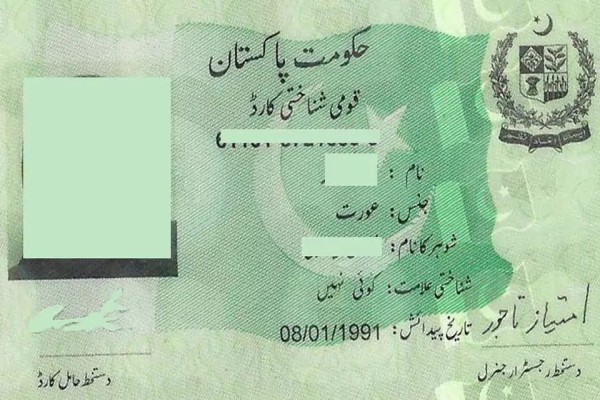 حکومت پاکستان
قومی شناختی کارڈ
نام :
جنس: عورت
شوہر کا نام:
شناختی علامت: کوئی نہیں
تاریخ پیدائش: 08/01/1991
امتیاز تاجور
دستخط حامل کارڈ
دستخط رجسٹرار جنرل